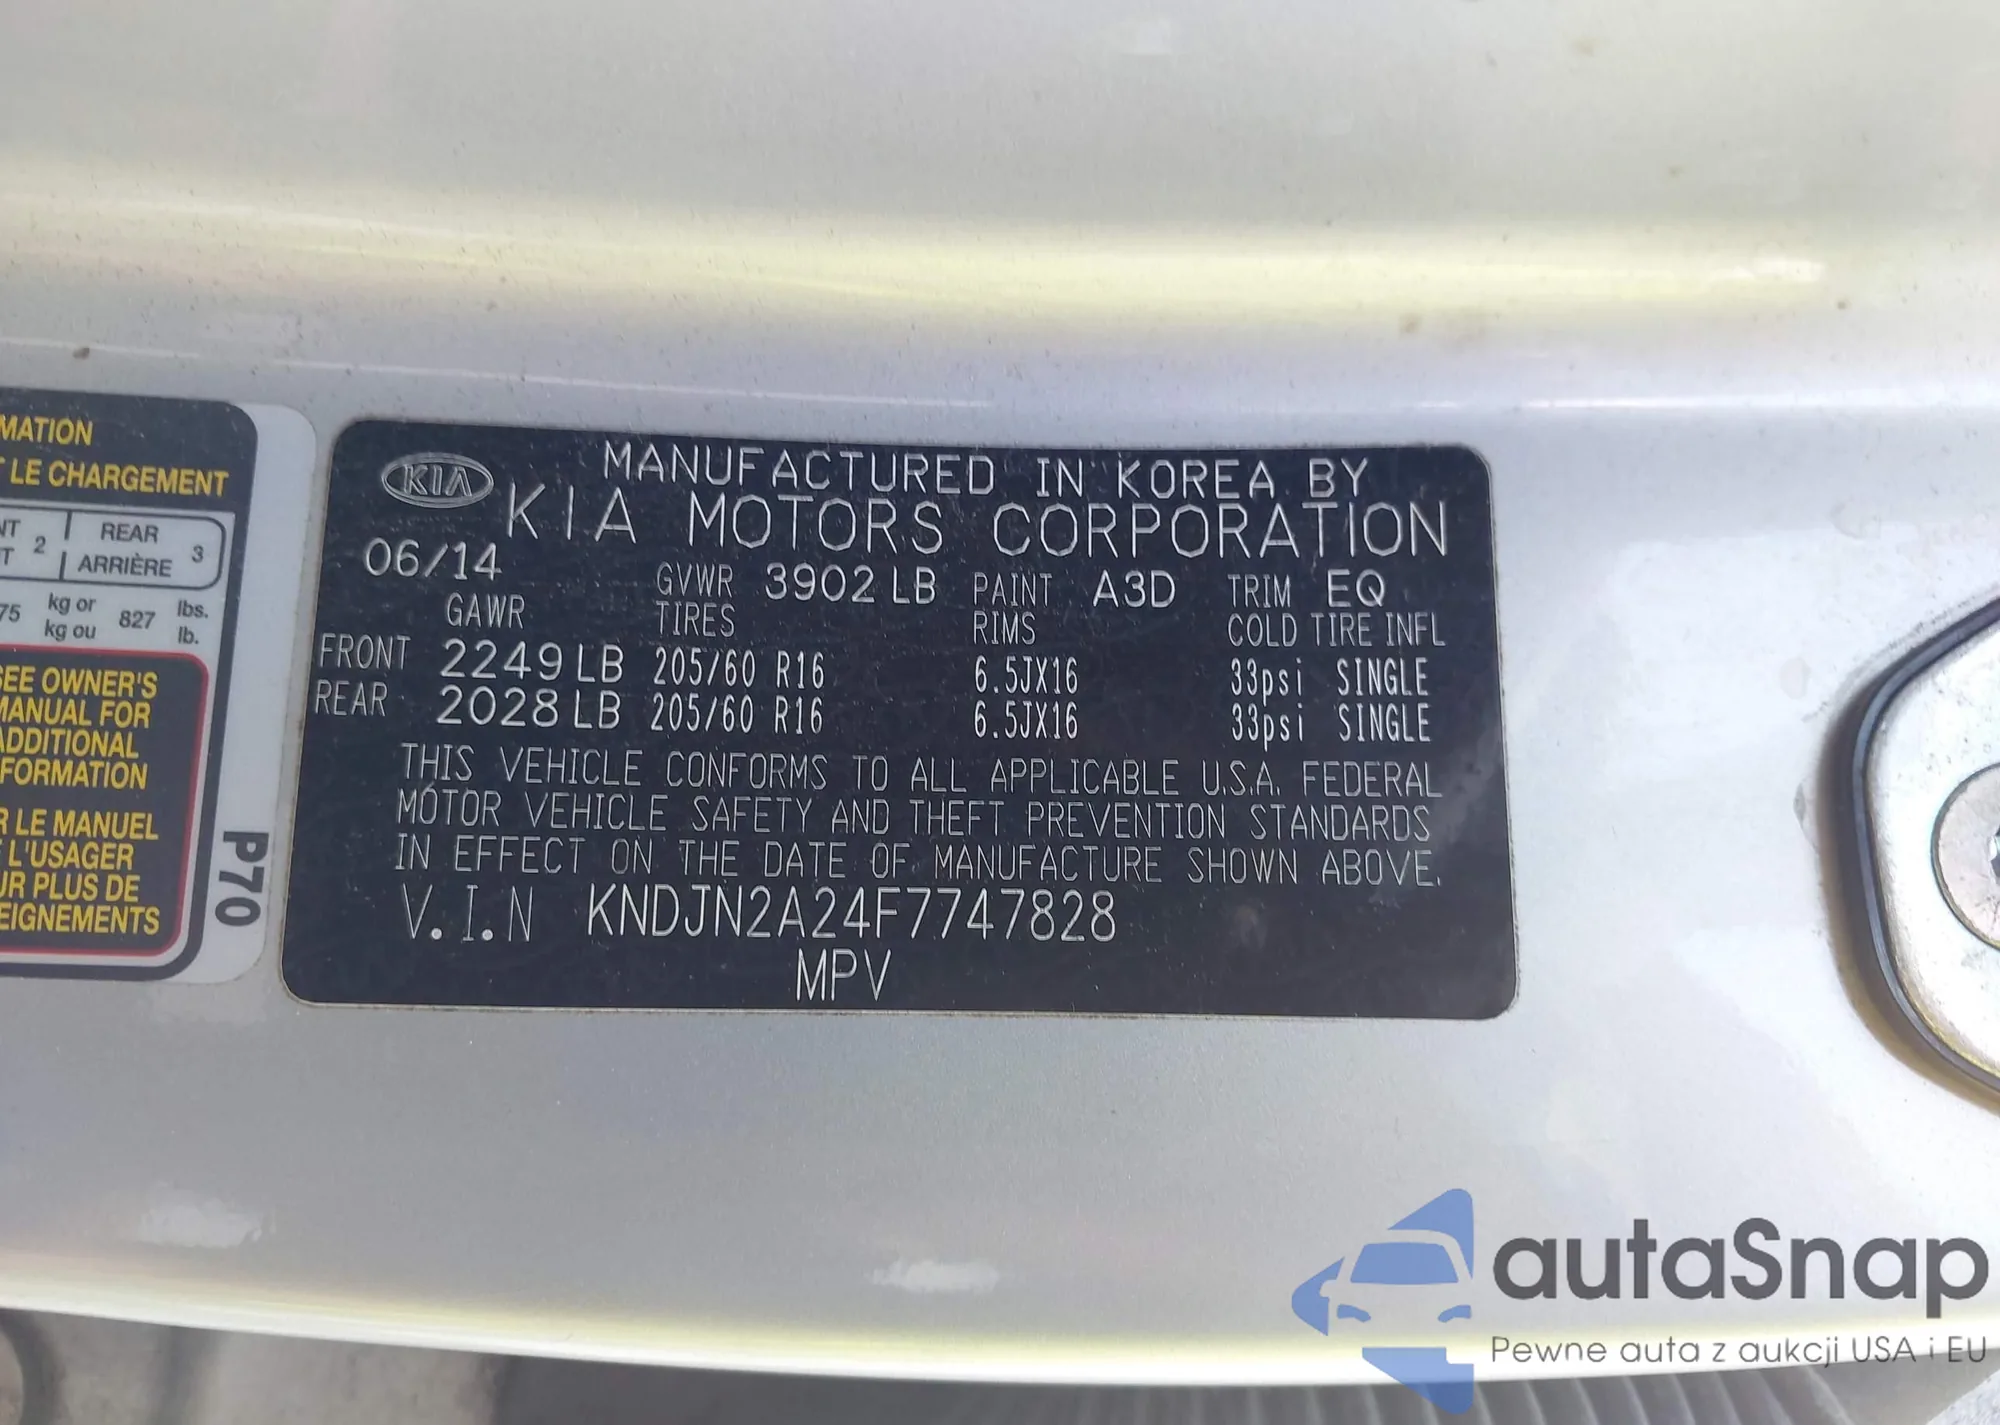 MATION
T LE CHARGEMENT
NT 2 | REAR 3
T | ARRIÈRE
75 kg or 827 lbs.
kg ou lb.
SEE OWNER'S
MANUAL FOR
ADDITIONAL
FORMATION
R LE MANUEL
L'USAGER
UR PLUS DE
EIGNEMENTS
P70
KIA
MANUFACTURED IN KOREA BY
KIA MOTORS CORPORATION
06/14 GVWR 3902 LB PAINT A3D TRIM EQ
GAWR TIRES RIMS COLD TIRE INFL
FRONT 2249 LB 205/60 R16 6.5JX16 33psi SINGLE
REAR 2028 LB 205/60 R16 6.5JX16 33psi SINGLE
THIS VEHICLE CONFORMS TO ALL APPLICABLE U.S.A. FEDERAL
MOTOR VEHICLE SAFETY AND THEFT PREVENTION STANDARDS
IN EFFECT ON THE DATE OF MANUFACTURE SHOWN ABOVE.
V.I.N KNDJN2A24F7747828
MPV
autaSnap
Pewne auta z aukcji USA i EU